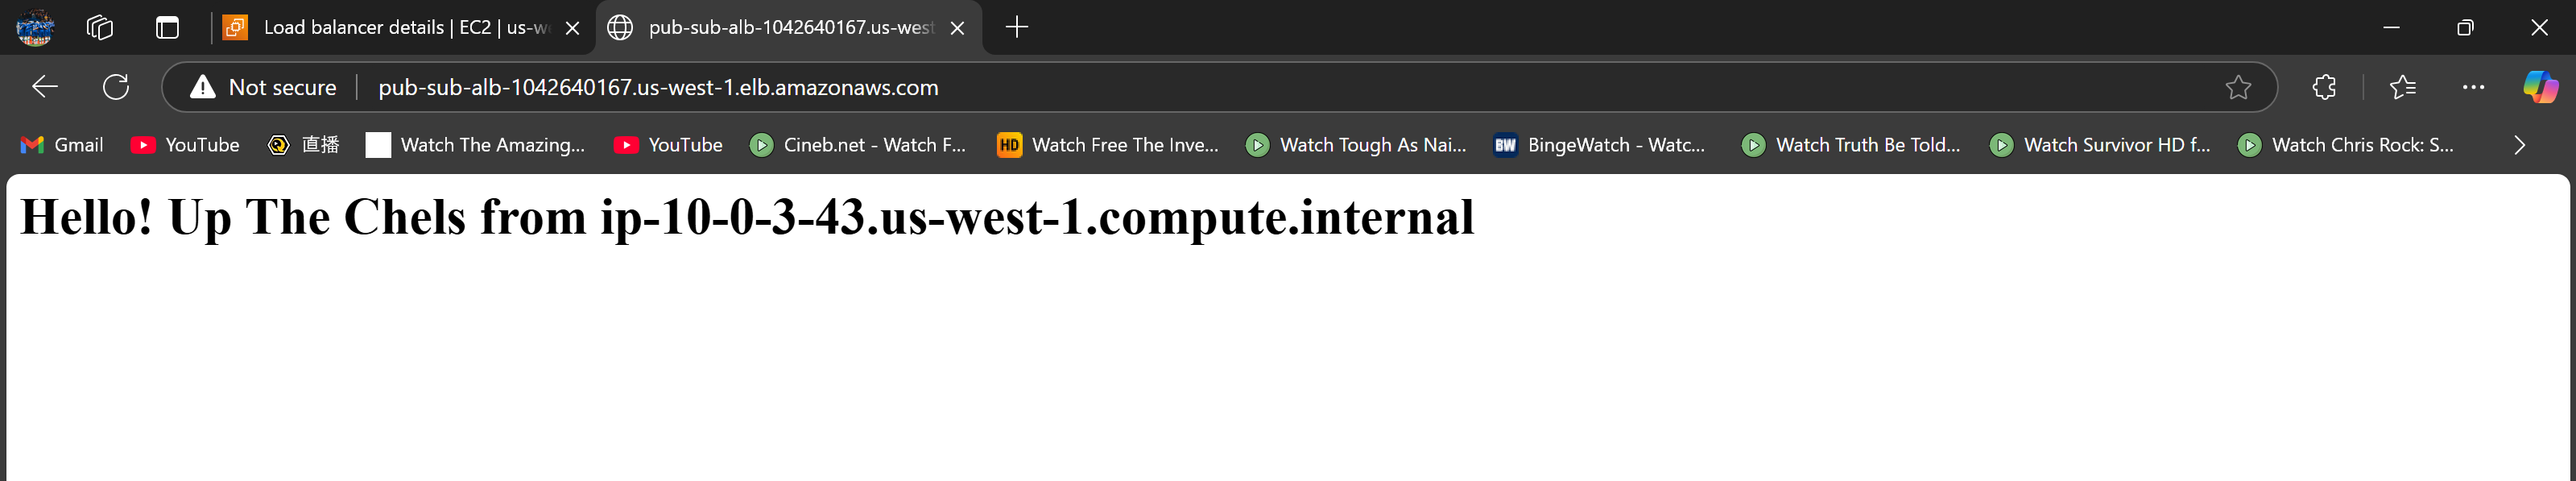 Load balancer details | EC2 | us-we
pub-sub-alb-1042640167.us-west
Not secure
pub-sub-alb-1042640167.us-west-1.elb.amazonaws.com
Gmail YouTube 直播 Watch The Amazing... YouTube Cineb.net - Watch F... HD Watch Free The Inve... Watch Tough As Nai... BW BingeWatch - Watc... Watch Truth Be Told... Watch Survivor HD f... Watch Chris Rock: S...
Hello! Up The Chels from ip-10-0-3-43.us-west-1.compute.internal